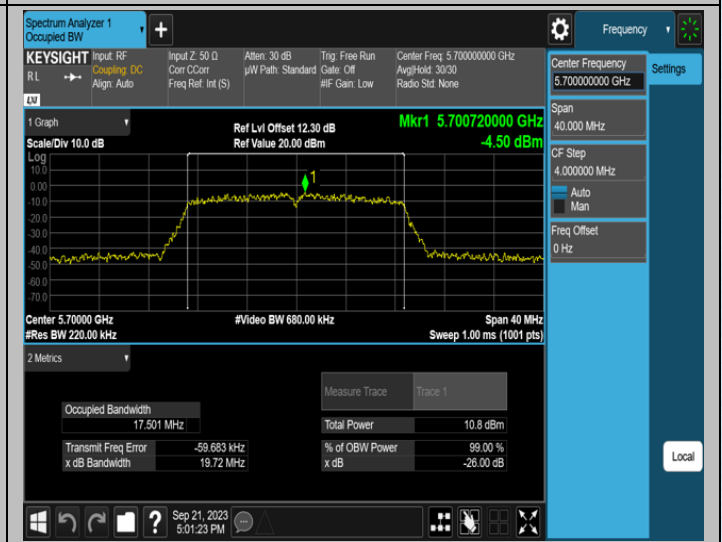 Spectrum Analyzer 1
Occupied BW
Frequency
KEYSIGHT
RL
LXI
Input: RF
Coupling: DC
Align: Auto
Input Z: 50 Ω
Corr CCorr
Freq Ref: Int (S)
Atten: 30 dB
µW Path: Standard
Trig: Free Run
Gate: Off
#IF Gain: Low
Center Freq: 5.700000000 GHz
Avg|Hold: 30/30
Radio Std: None
Center Frequency
5.700000000 GHz
Settings
Span
40.000 MHz
CF Step
4.000000 MHz
Auto
Man
Freq Offset
0 Hz
Local
1 Graph
Scale/Div 10.0 dB
Ref Lvl Offset 12.30 dB
Ref Value 20.00 dBm
Mkr1 5.700720000 GHz
-4.50 dBm
Log
10.0
0.00
-10.0
-20.0
-30.0
-40.0
-50.0
-60.0
-70.0
1
Center 5.70000 GHz
#Res BW 220.00 kHz
#Video BW 680.00 kHz
Span 40 MHz
Sweep 1.00 ms (1001 pts)
2 Metrics
Measure Trace Trace 1
Occupied Bandwidth
17.501 MHz
Total Power 10.8 dBm
Transmit Freq Error -59.683 kHz
% of OBW Power 99.00 %
x dB Bandwidth 19.72 MHz
x dB -26.00 dB
Sep 21, 2023
5:01:23 PM